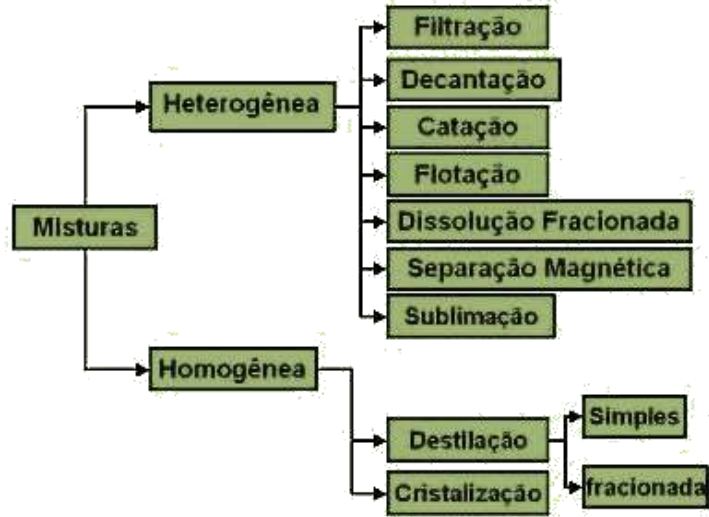 Misturas
Heterogênea
Filtração
Decantação
Catação
Flotação
Dissolução Fracionada
Separação Magnética
Sublimação
Homogênea
Destilação
Simples
fracionada
Cristalização